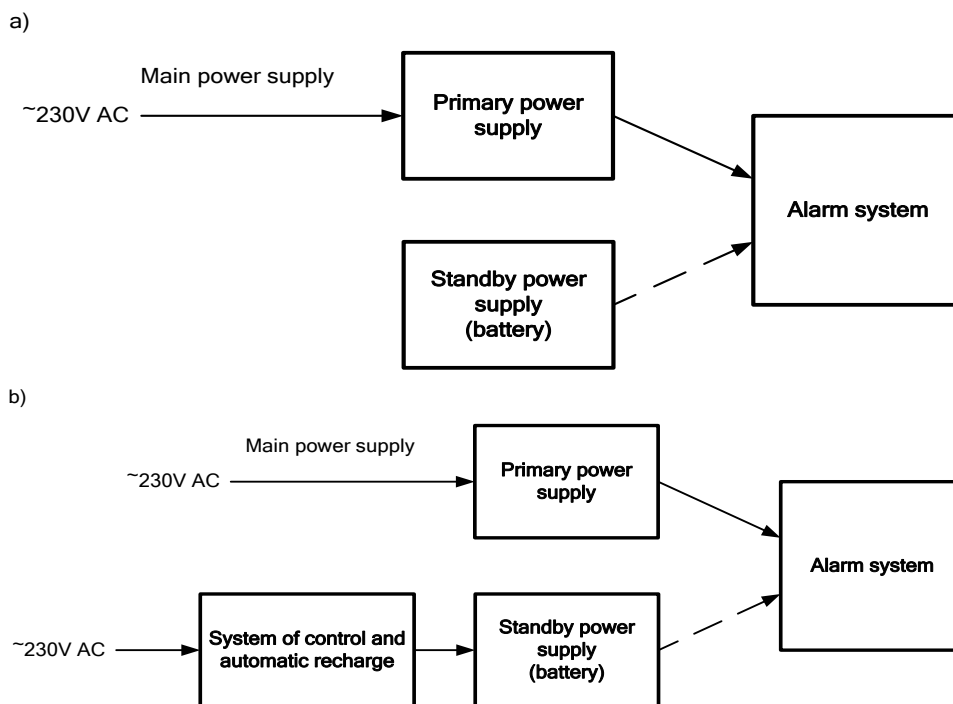 a)
Main power supply
~230V AC
Primary power
supply
Alarm system
Standby power
supply
(battery)
b)
Main power supply
~230V AC
Primary power
supply
Alarm system
~230V AC
System of control and
automatic recharge
Standby power
supply
(battery)